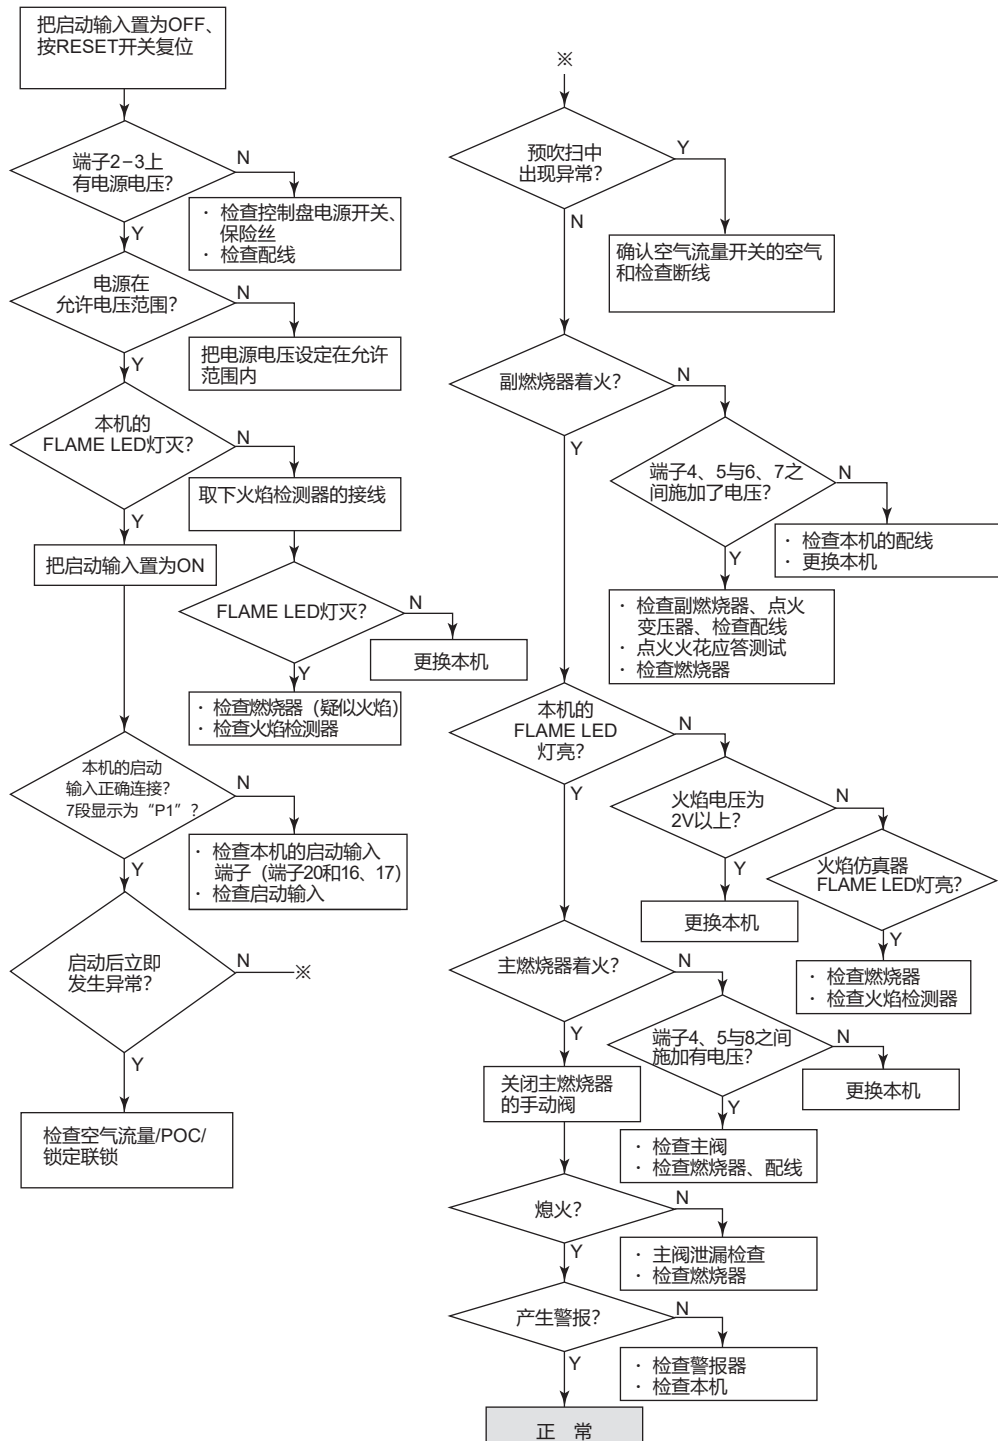 把启动输入置为OFF、
按RESET开关复位
端子2-3上
有电源电压?
N
· 检查控制盘电源开关、
保险丝
· 检查配线
Y
电源在
允许电压范围?
N
把电源电压设定在允许
范围内
Y
本机的
FLAME LED灯灭?
N
取下火焰检测器的接线
Y
把启动输入置为ON
FLAME LED灯灭?
N
更换本机
Y
· 检查燃烧器（疑似火焰）
· 检查火焰检测器
本机的启动
输入正确连接?
7段显示为“P1”?
N
· 检查本机的启动输入
端子（端子20和16、17）
· 检查启动输入
Y
启动后立即
发生异常?
N
※
Y
检查空气流量/POC/
锁定联锁
※
预吹扫中
出现异常?
Y
确认空气流量开关的空气
和检查断线
N
副燃烧器着火?
N
端子4、5与6、7之
间施加了电压?
N
· 检查本机的配线
· 更换本机
Y
· 检查副燃烧器、点火
变压器、检查配线
· 点火火花应答测试
· 检查燃烧器
Y
本机的
FLAME LED
灯亮?
N
火焰电压为
2V以上?
N
火焰仿真器
FLAME LED灯亮?
Y
更换本机
Y
· 检查燃烧器
· 检查火焰检测器
Y
主燃烧器着火?
N
端子4、5与8之间
施加有电压?
N
更换本机
Y
· 检查主阀
· 检查燃烧器、配线
Y
关闭主燃烧器
的手动阀
熄火?
N
· 主阀泄漏检查
· 检查燃烧器
Y
产生警报?
N
· 检查警报器
· 检查本机
Y
正 常